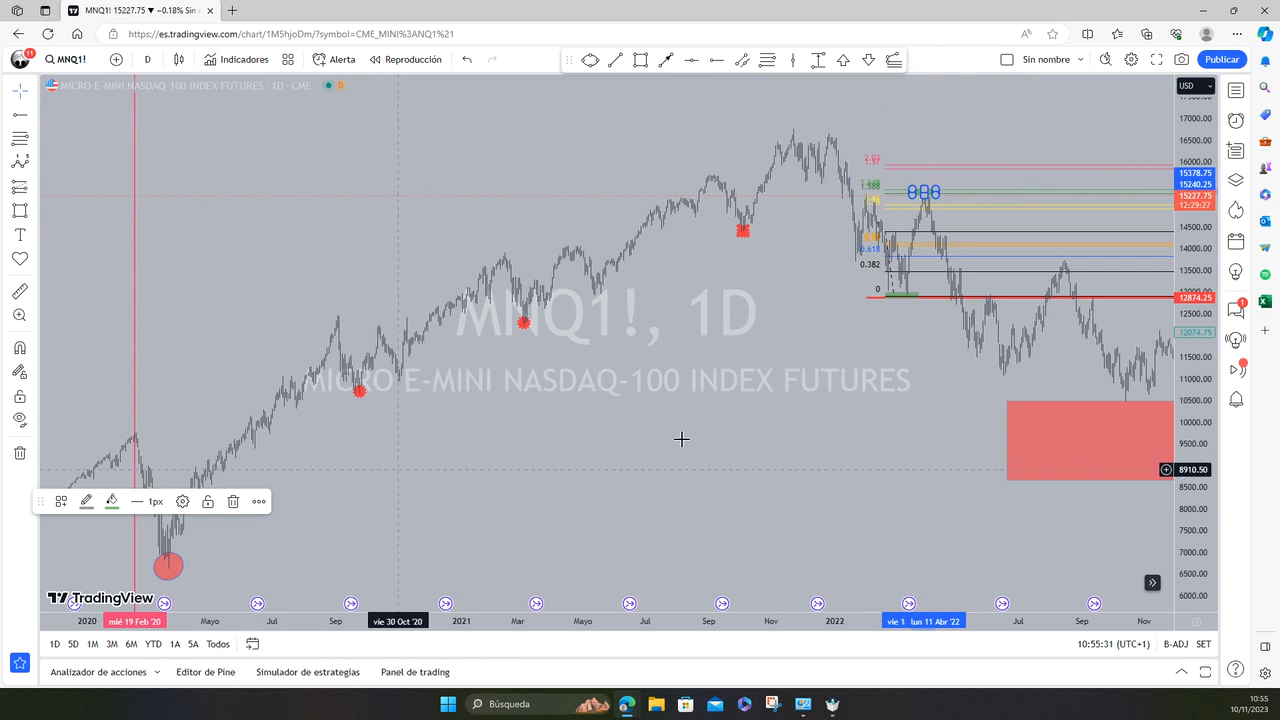 MNQ1! 15227.75 ▼ −0.18% Sin n
https://es.tradingview.com/chart/1M5hjoDm/?symbol=CME_MINI%3ANQ1%21
11
MNQ1!
D
Indicadores
Alerta
Reproducción
Sin nombre
Publicar
MICRO E-MINI NASDAQ-100 INDEX FUTURES · 1D · CME
D
USD
17000.00
16500.00
16000.00
15378.75
15240.25
15227.75
12:29:27
14500.00
14000.00
13500.00
12874.25
12500.00
12074.75
11500.00
11000.00
10500.00
10000.00
9500.00
8910.50
8500.00
8000.00
7500.00
7000.00
6500.00
6000.00
0.618
0.382
0
MNQ1!, 1D
MICRO E-MINI NASDAQ-100 INDEX FUTURES
1px
TradingView
2020
mié 19 Feb '20
Mayo
Jul
Sep
vie 30 Oct '20
2021
Mar
Mayo
Jul
Sep
Nov
2022
vie 1
lun 11 Abr '22
Jul
Sep
Nov
1D
5D
1M
3M
6M
YTD
1A
5A
Todos
10:55:31 (UTC+1)
B-ADJ
SET
Analizador de acciones
Editor de Pine
Simulador de estrategias
Panel de trading
1
Búsqueda
10:55
10/11/2023